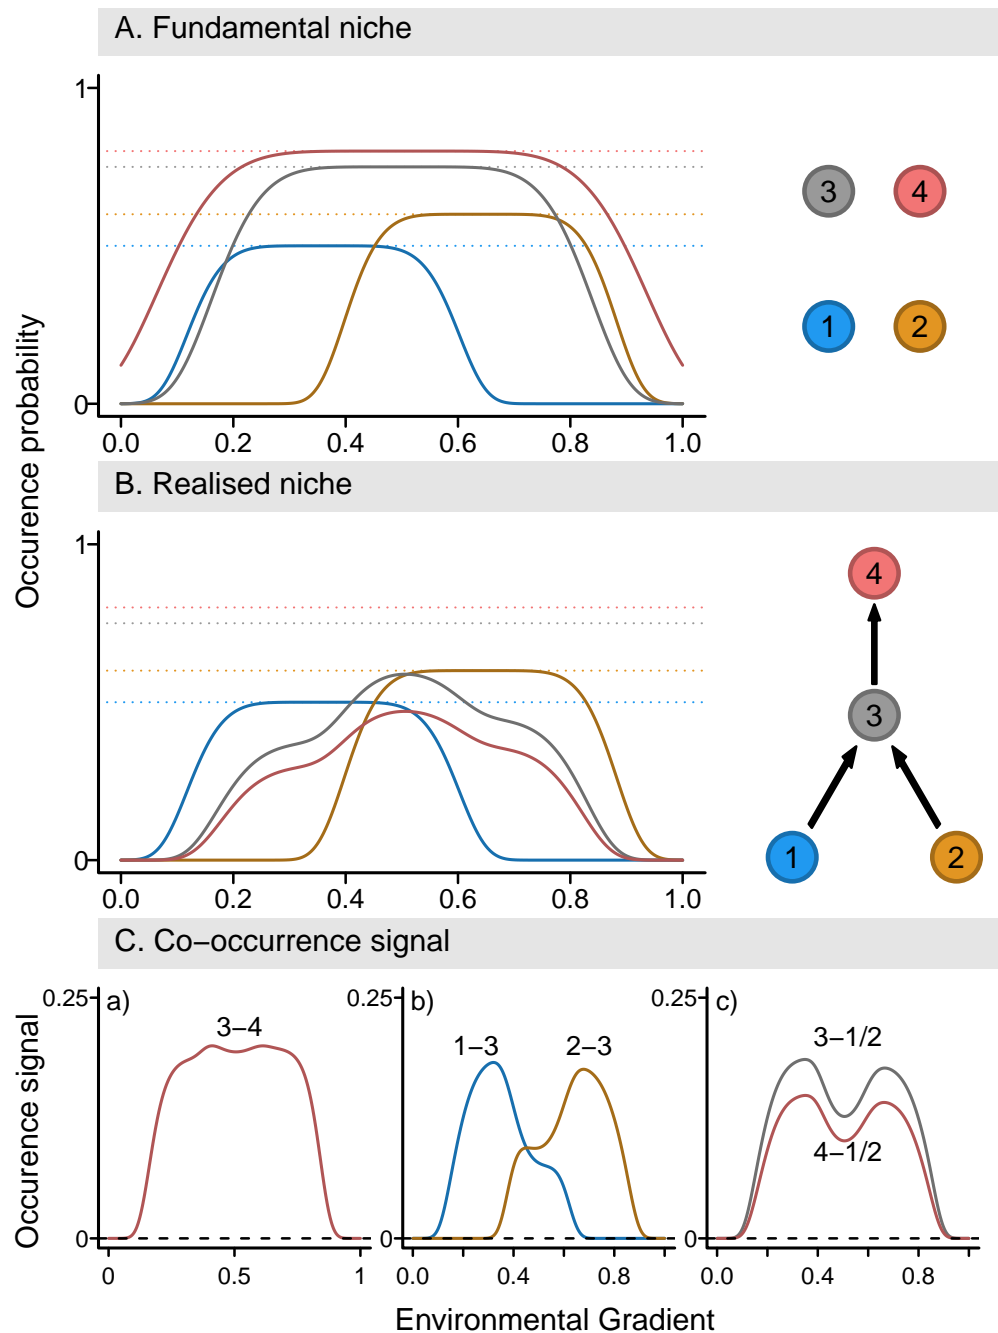 A. Fundamental niche
1
0
0.0 0.2 0.4 0.6 0.8 1.0
3 4
1 2
Occurence probability
B. Realised niche
1
0
0.0 0.2 0.4 0.6 0.8 1.0
4
3
1 2
C. Co−occurrence signal
Occurence signal
0.25 a)
3−4
0
0 0.5 1
0.25 b)
1−3 2−3
0
0.0 0.4 0.8
0.25 c)
3−1/2
4−1/2
0
0.0 0.4 0.8
Environmental Gradient